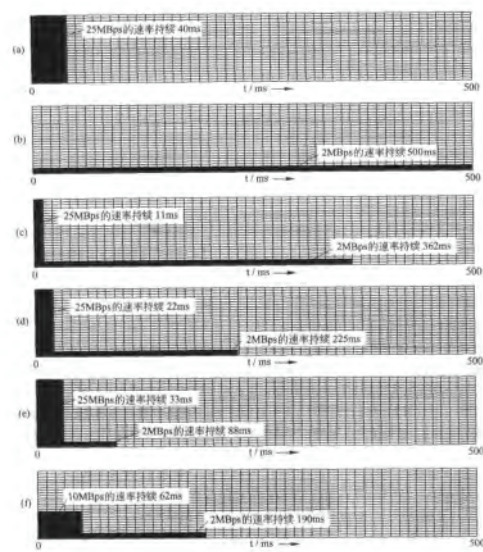 (a)
25MBps的速率持续 40ms
0
t / ms
500
(b)
2MBps的速率持续 500ms
0
t / ms
500
(c)
25MBps的速率持续 11ms
2MBps的速率持续 362ms
0
t / ms
500
(d)
25MBps的速率持续 22ms
2MBps的速率持续 225ms
0
t / ms
500
(e)
25MBps的速率持续 33ms
2MBps的速率持续 88ms
0
t / ms
500
(f)
10MBps的速率持续 62ms
2MBps的速率持续 190ms
0
t / ms
500